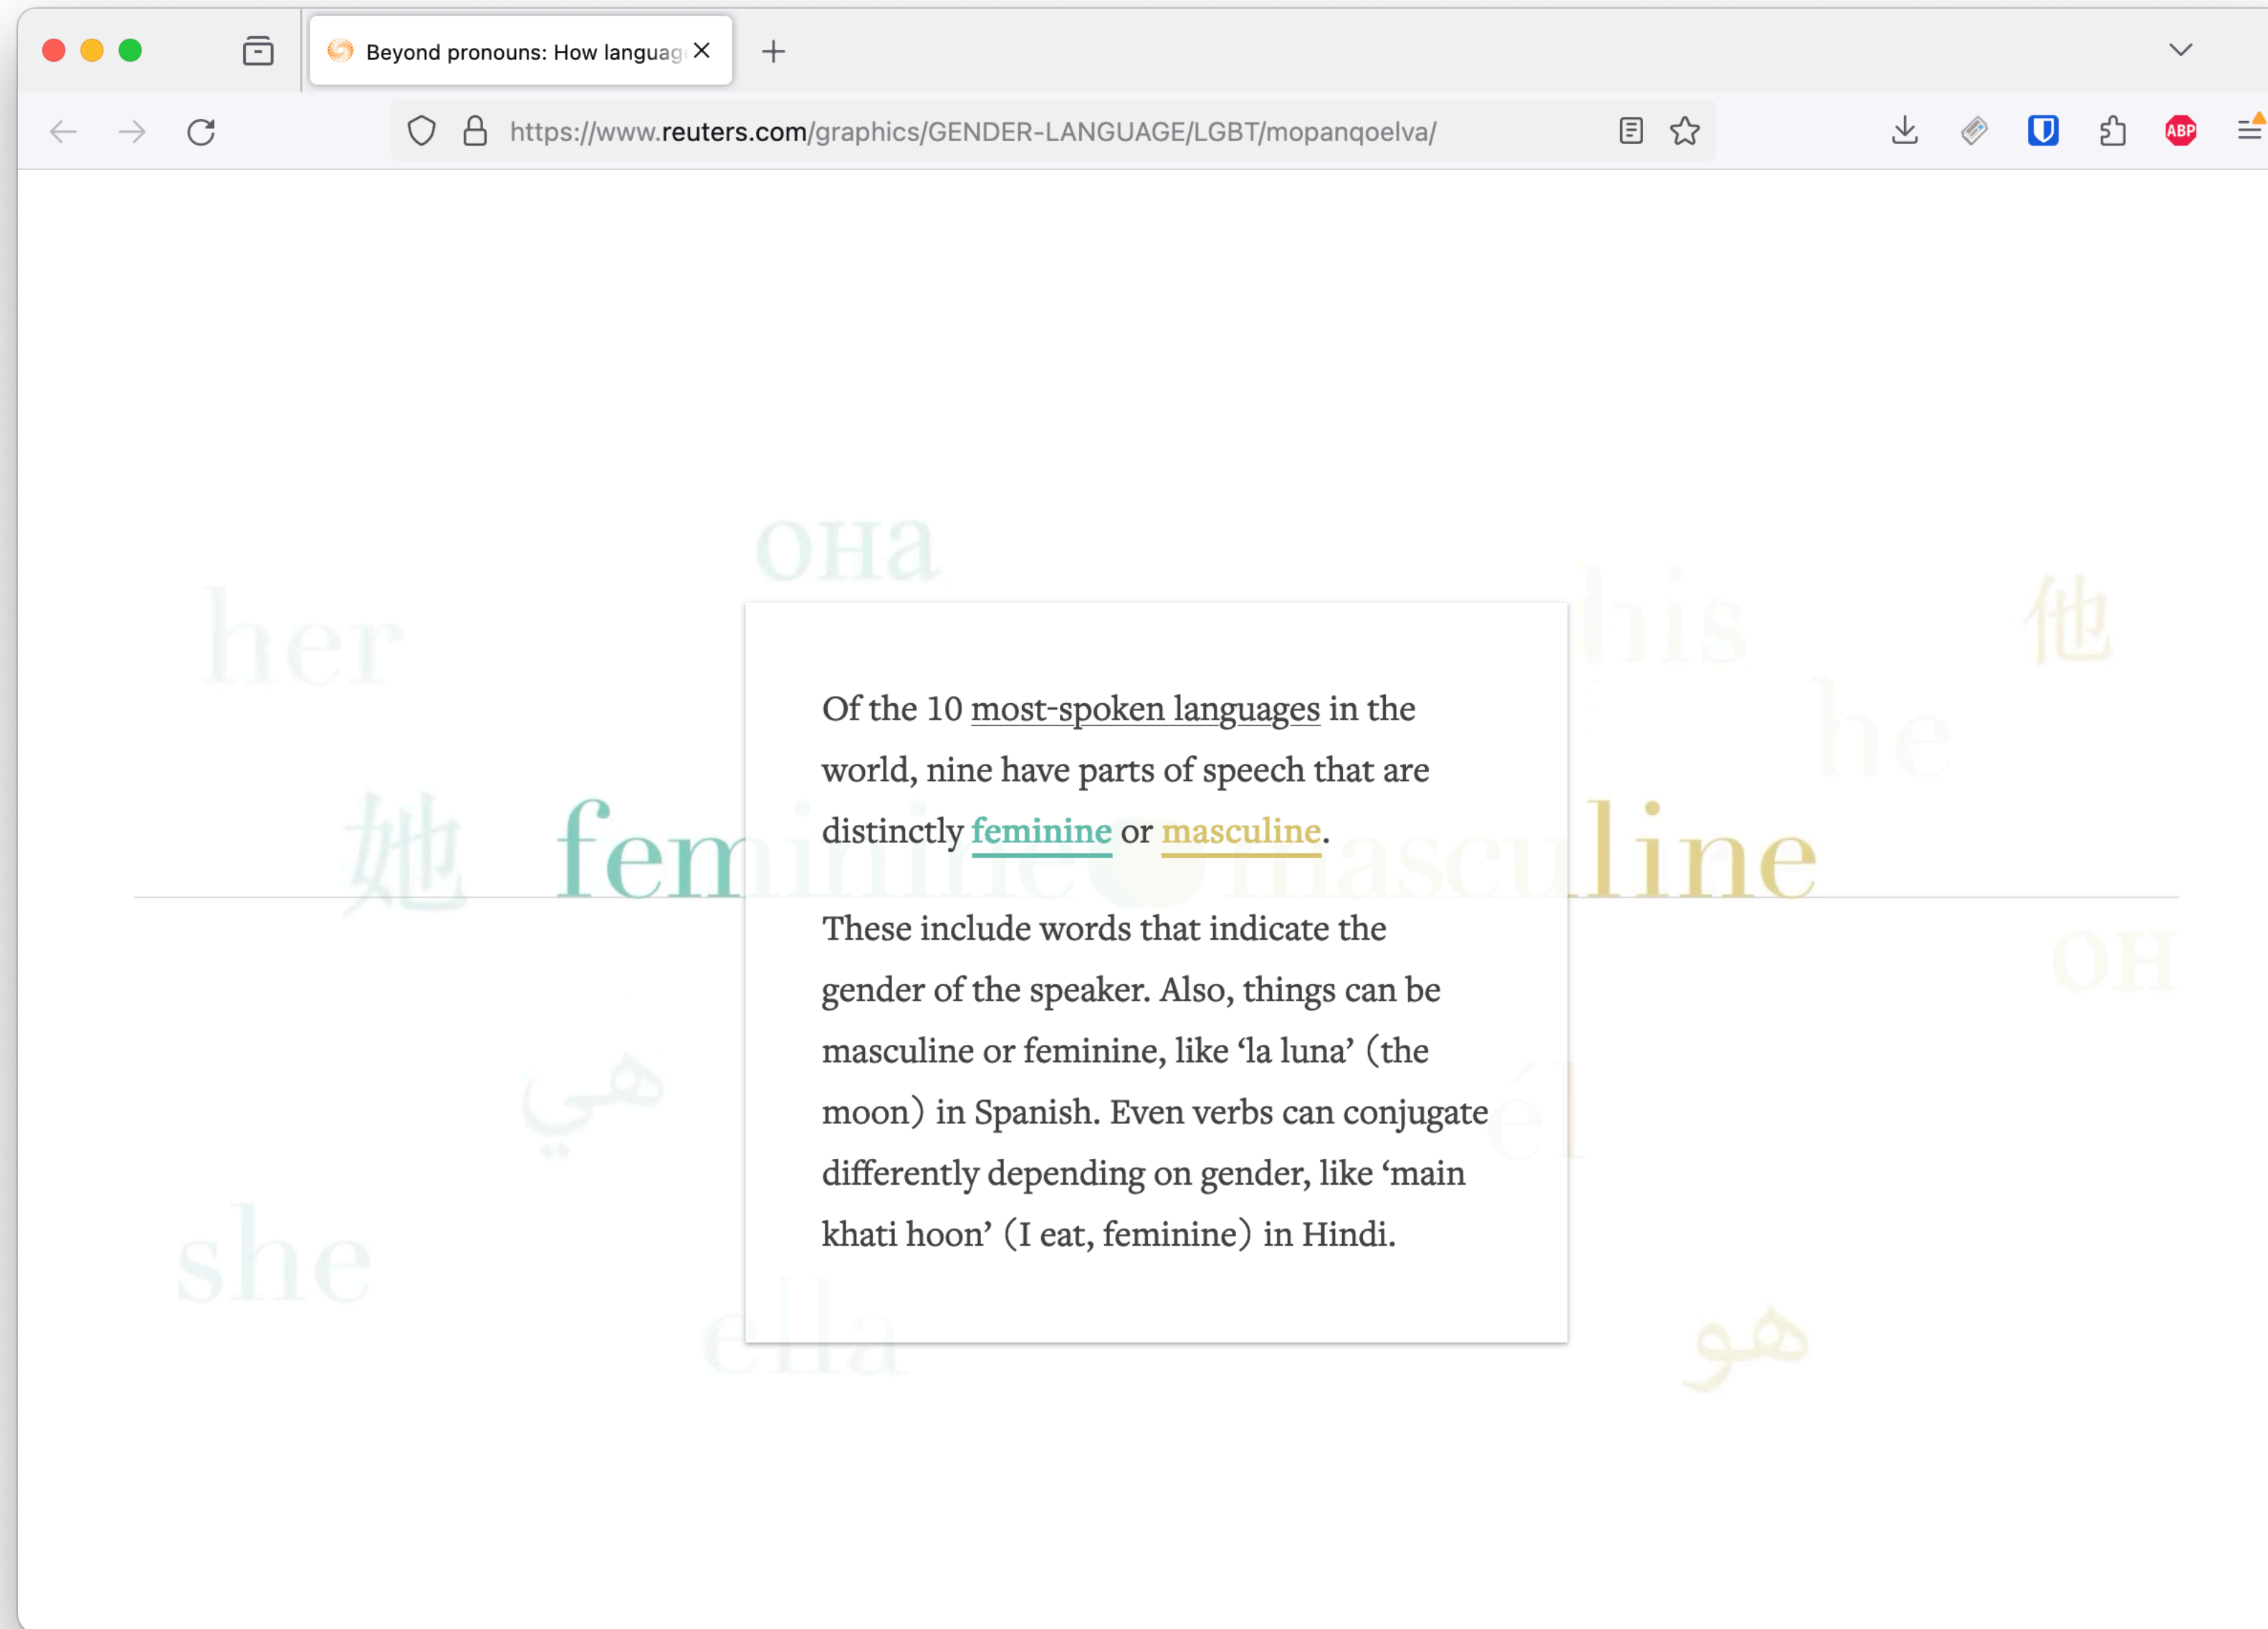 Beyond pronouns: How languag
https://www.reuters.com/graphics/GENDER-LANGUAGE/LGBT/mopanqoelva/
ABP
она
her
his
他
he
Of the 10 most-spoken languages in the
world, nine have parts of speech that are
distinctly feminine or masculine.
她
feminine
masculine
These include words that indicate the
gender of the speaker. Also, things can be
masculine or feminine, like ‘la luna’ (the
moon) in Spanish. Even verbs can conjugate
differently depending on gender, like ‘main
khati hoon’ (I eat, feminine) in Hindi.
он
هي
él
she
ella
هو